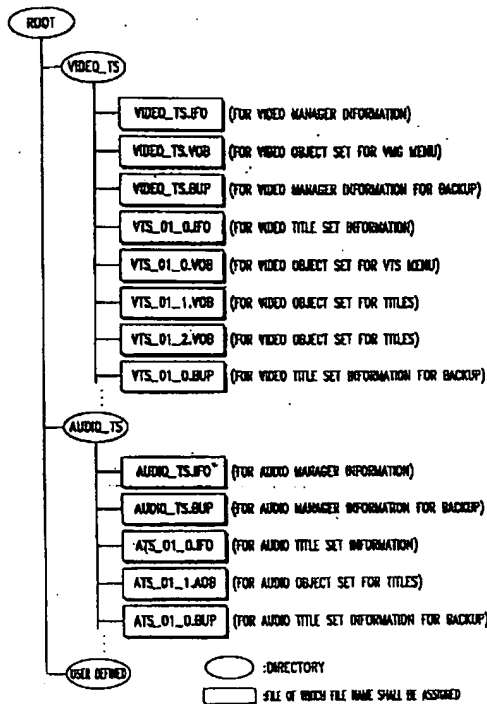 ROOT
VIDEO_TS
VIDEO_TS.IFO (FOR VIDEO MANAGER INFORMATION)
VIDEO_TS.VOB (FOR VIDEO OBJECT SET FOR VMG MENU)
VIDEO_TS.BUP (FOR VIDEO MANAGER INFORMATION FOR BACKUP)
VTS_01_0.IFO (FOR VIDEO TITLE SET INFORMATION)
VTS_01_0.VOB (FOR VIDEO OBJECT SET FOR VTS MENU)
VTS_01_1.VOB (FOR VIDEO OBJECT SET FOR TITLES)
VTS_01_2.VOB (FOR VIDEO OBJECT SET FOR TITLES)
VTS_01_0.BUP (FOR VIDEO TITLE SET INFORMATION FOR BACKUP)
AUDIO_TS
AUDIO_TS.IFO (FOR AUDIO MANAGER INFORMATION)
AUDIO_TS.BUP (FOR AUDIO MANAGER INFORMATION FOR BACKUP)
ATS_01_0.IFO (FOR AUDIO TITLE SET INFORMATION)
ATS_01_1.AOB (FOR AUDIO OBJECT SET FOR TITLES)
ATS_01_0.BUP (FOR AUDIO TITLE SET INFORMATION FOR BACKUP)
USER DEFINED
:DIRECTORY
:FILE OF WHICH FILE NAME SHALL BE ASSIGNED